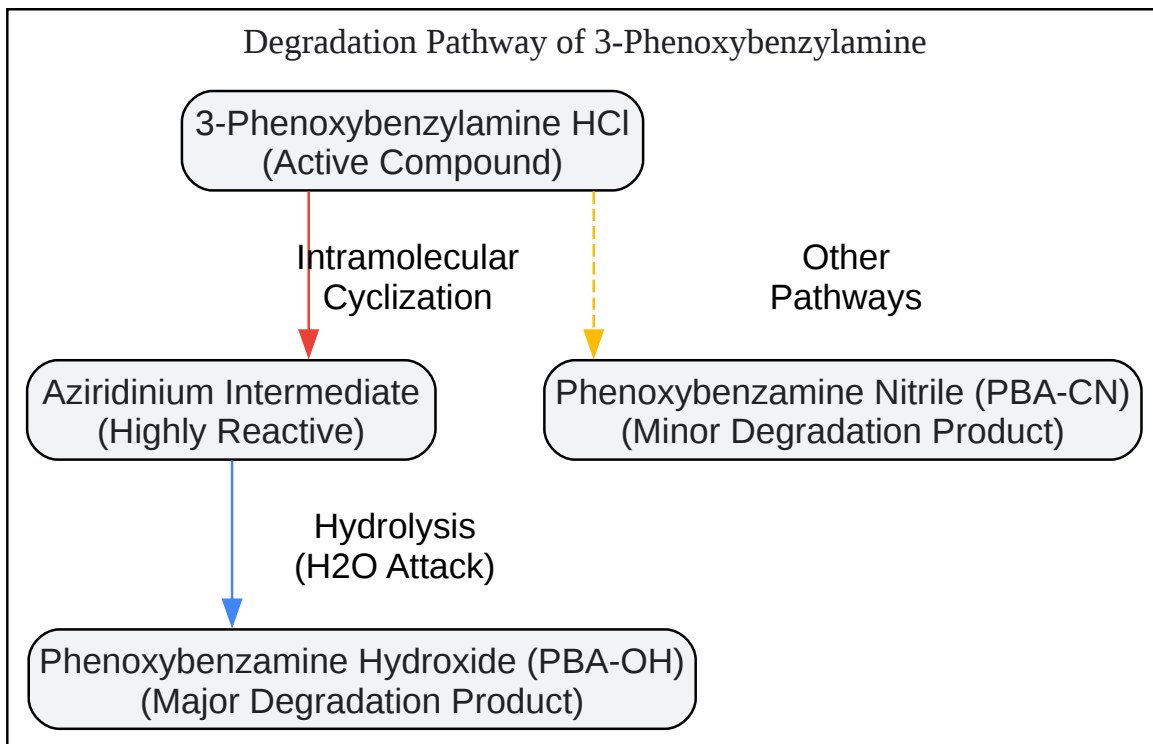 Degradation Pathway of 3-Phenoxybenzylamine
3-Phenoxybenzylamine HCl
(Active Compound)
Intramolecular
Cyclization
Other
Pathways
Aziridinium Intermediate
(Highly Reactive)
Phenoxybenzamine Nitrile (PBA-CN)
(Minor Degradation Product)
Hydrolysis
(H2O Attack)
Phenoxybenzamine Hydroxide (PBA-OH)
(Major Degradation Product)